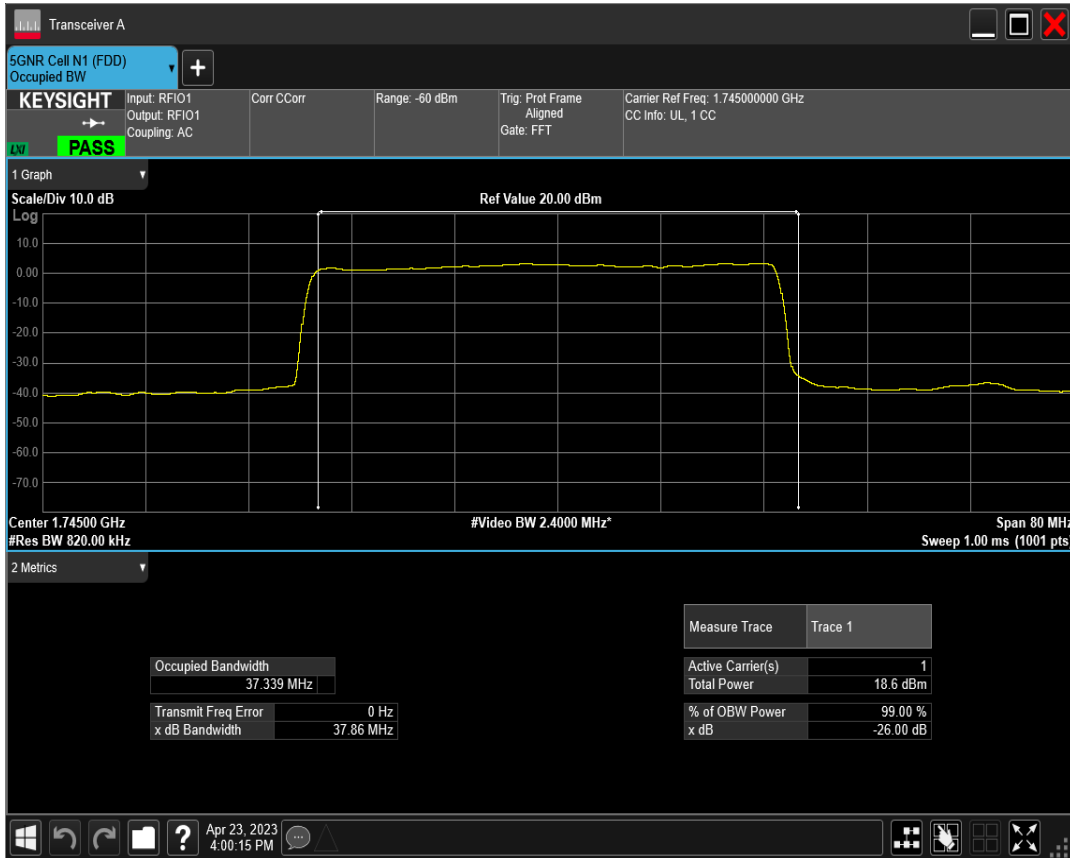 Transceiver A
5GNR Cell N1 (FDD)
Occupied BW
KEYSIGHT
LXI
PASS
Input: RFIO1
Output: RFIO1
Coupling: AC
Corr CCorr
Range: -60 dBm
Trig: Prot Frame
Aligned
Gate: FFT
Carrier Ref Freq: 1.745000000 GHz
CC Info: UL, 1 CC
1 Graph
Scale/Div 10.0 dB
Ref Value 20.00 dBm
Log
10.0
0.00
-10.0
-20.0
-30.0
-40.0
-50.0
-60.0
-70.0
Center 1.74500 GHz
#Video BW 2.4000 MHz*
Span 80 MHz
#Res BW 820.00 kHz
Sweep 1.00 ms (1001 pts)
2 Metrics
Measure Trace Trace 1
Occupied Bandwidth
37.339 MHz
Transmit Freq Error 0 Hz
x dB Bandwidth 37.86 MHz
Active Carrier(s) 1
Total Power 18.6 dBm
% of OBW Power 99.00 %
x dB -26.00 dB
?
Apr 23, 2023
4:00:15 PM